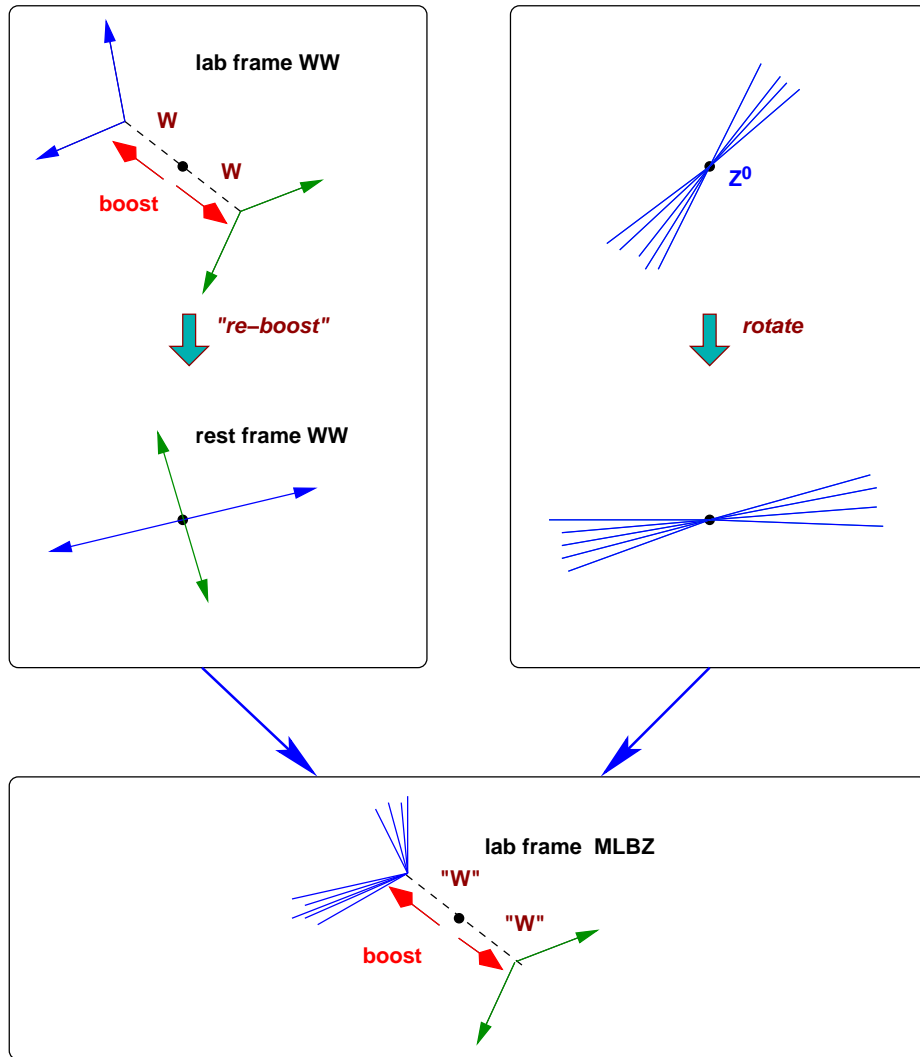 lab frame WW
W
W
boost
"re–boost"
rest frame WW
Z0
rotate
lab frame MLBZ
"W"
"W"
boost